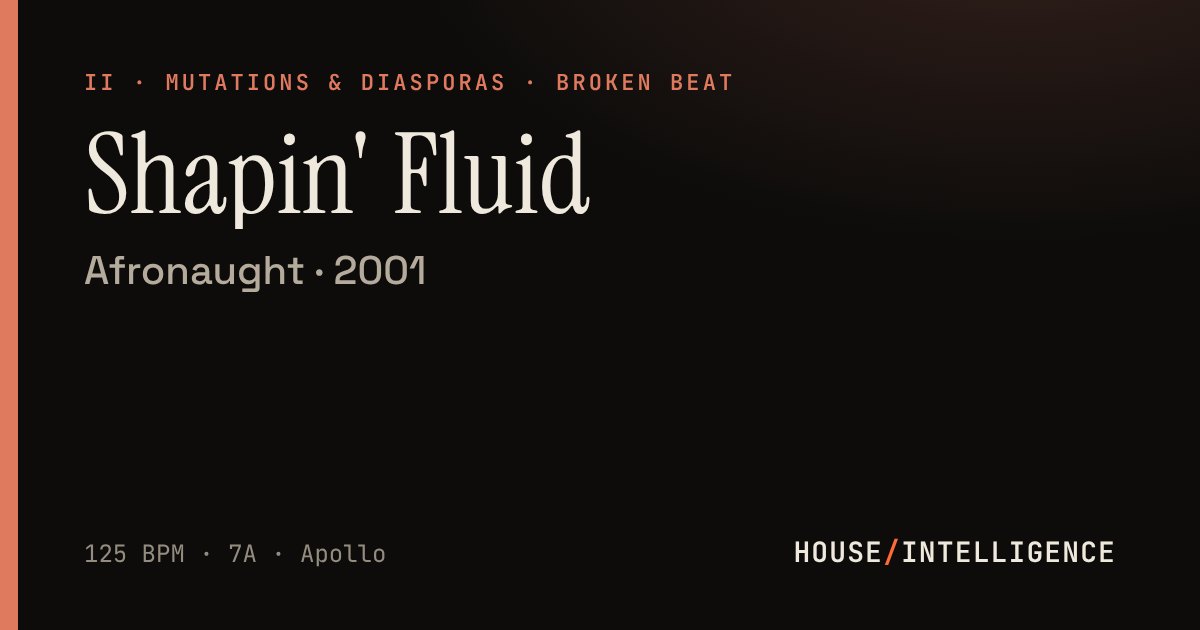 II · MUTATIONS & DIASPORAS · BROKEN BEAT
Shapin' Fluid
Afronaught · 2001
125 BPM · 7A · Apollo
HOUSE/INTELLIGENCE